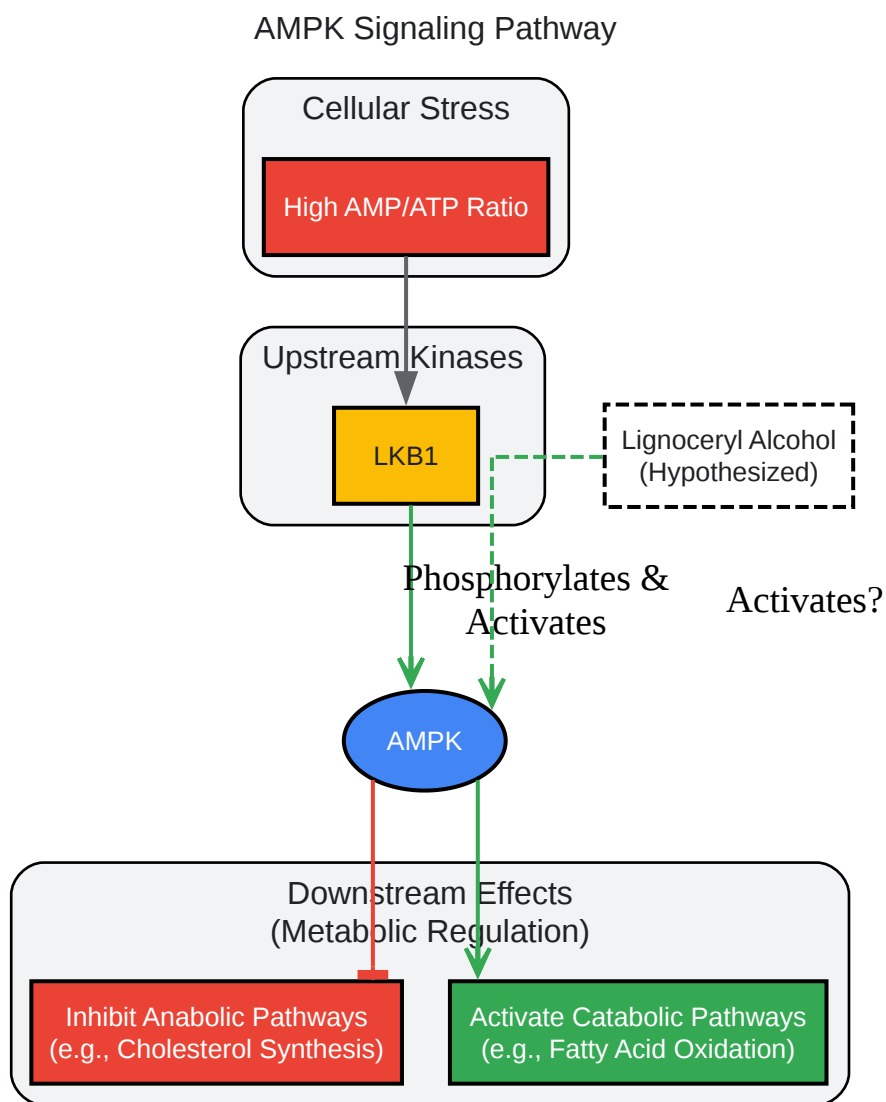 AMPK Signaling Pathway
Cellular Stress
High AMP/ATP Ratio
Upstream Kinases
LKB1
Lignoceryl Alcohol
(Hypothesized)
Phosphorylates &
Activates
Activates?
AMPK
Downstream Effects
(Metabolic Regulation)
Inhibit Anabolic Pathways
(e.g., Cholesterol Synthesis)
Activate Catabolic Pathways
(e.g., Fatty Acid Oxidation)